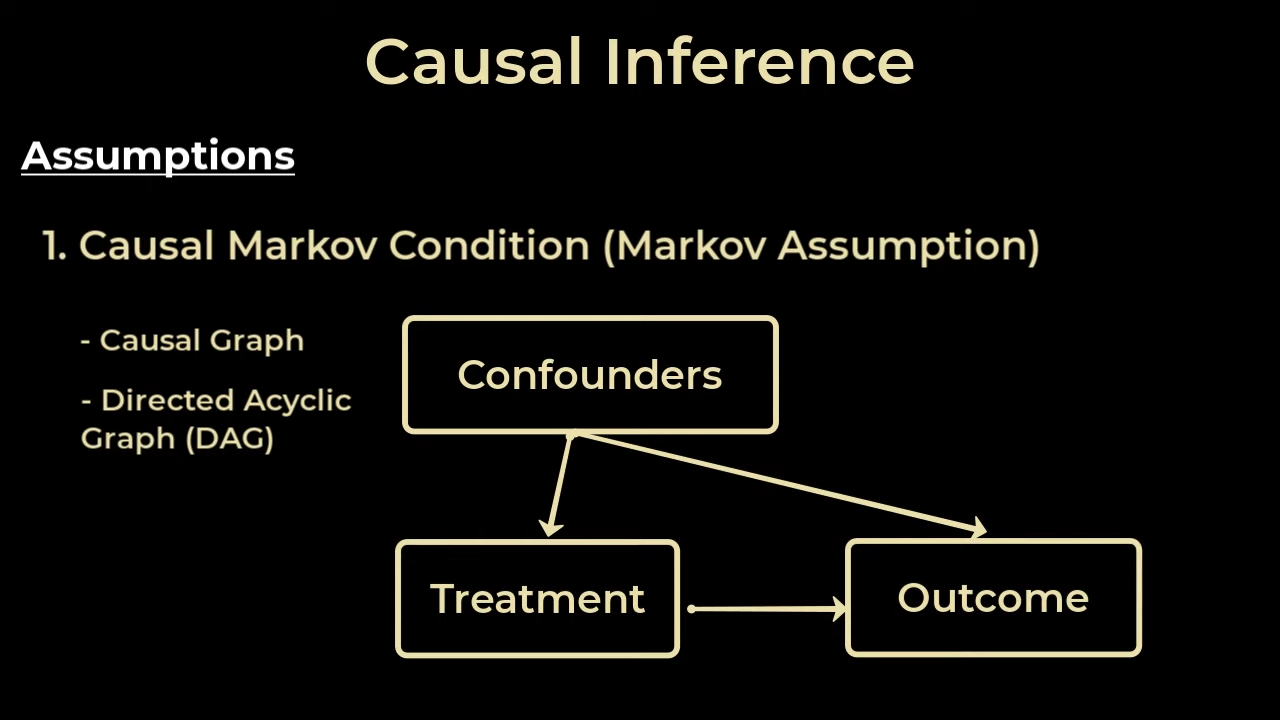 Causal Inference
Assumptions
1. Causal Markov Condition (Markov Assumption)
- Causal Graph
- Directed Acyclic
Graph (DAG)
Confounders
Treatment
Outcome